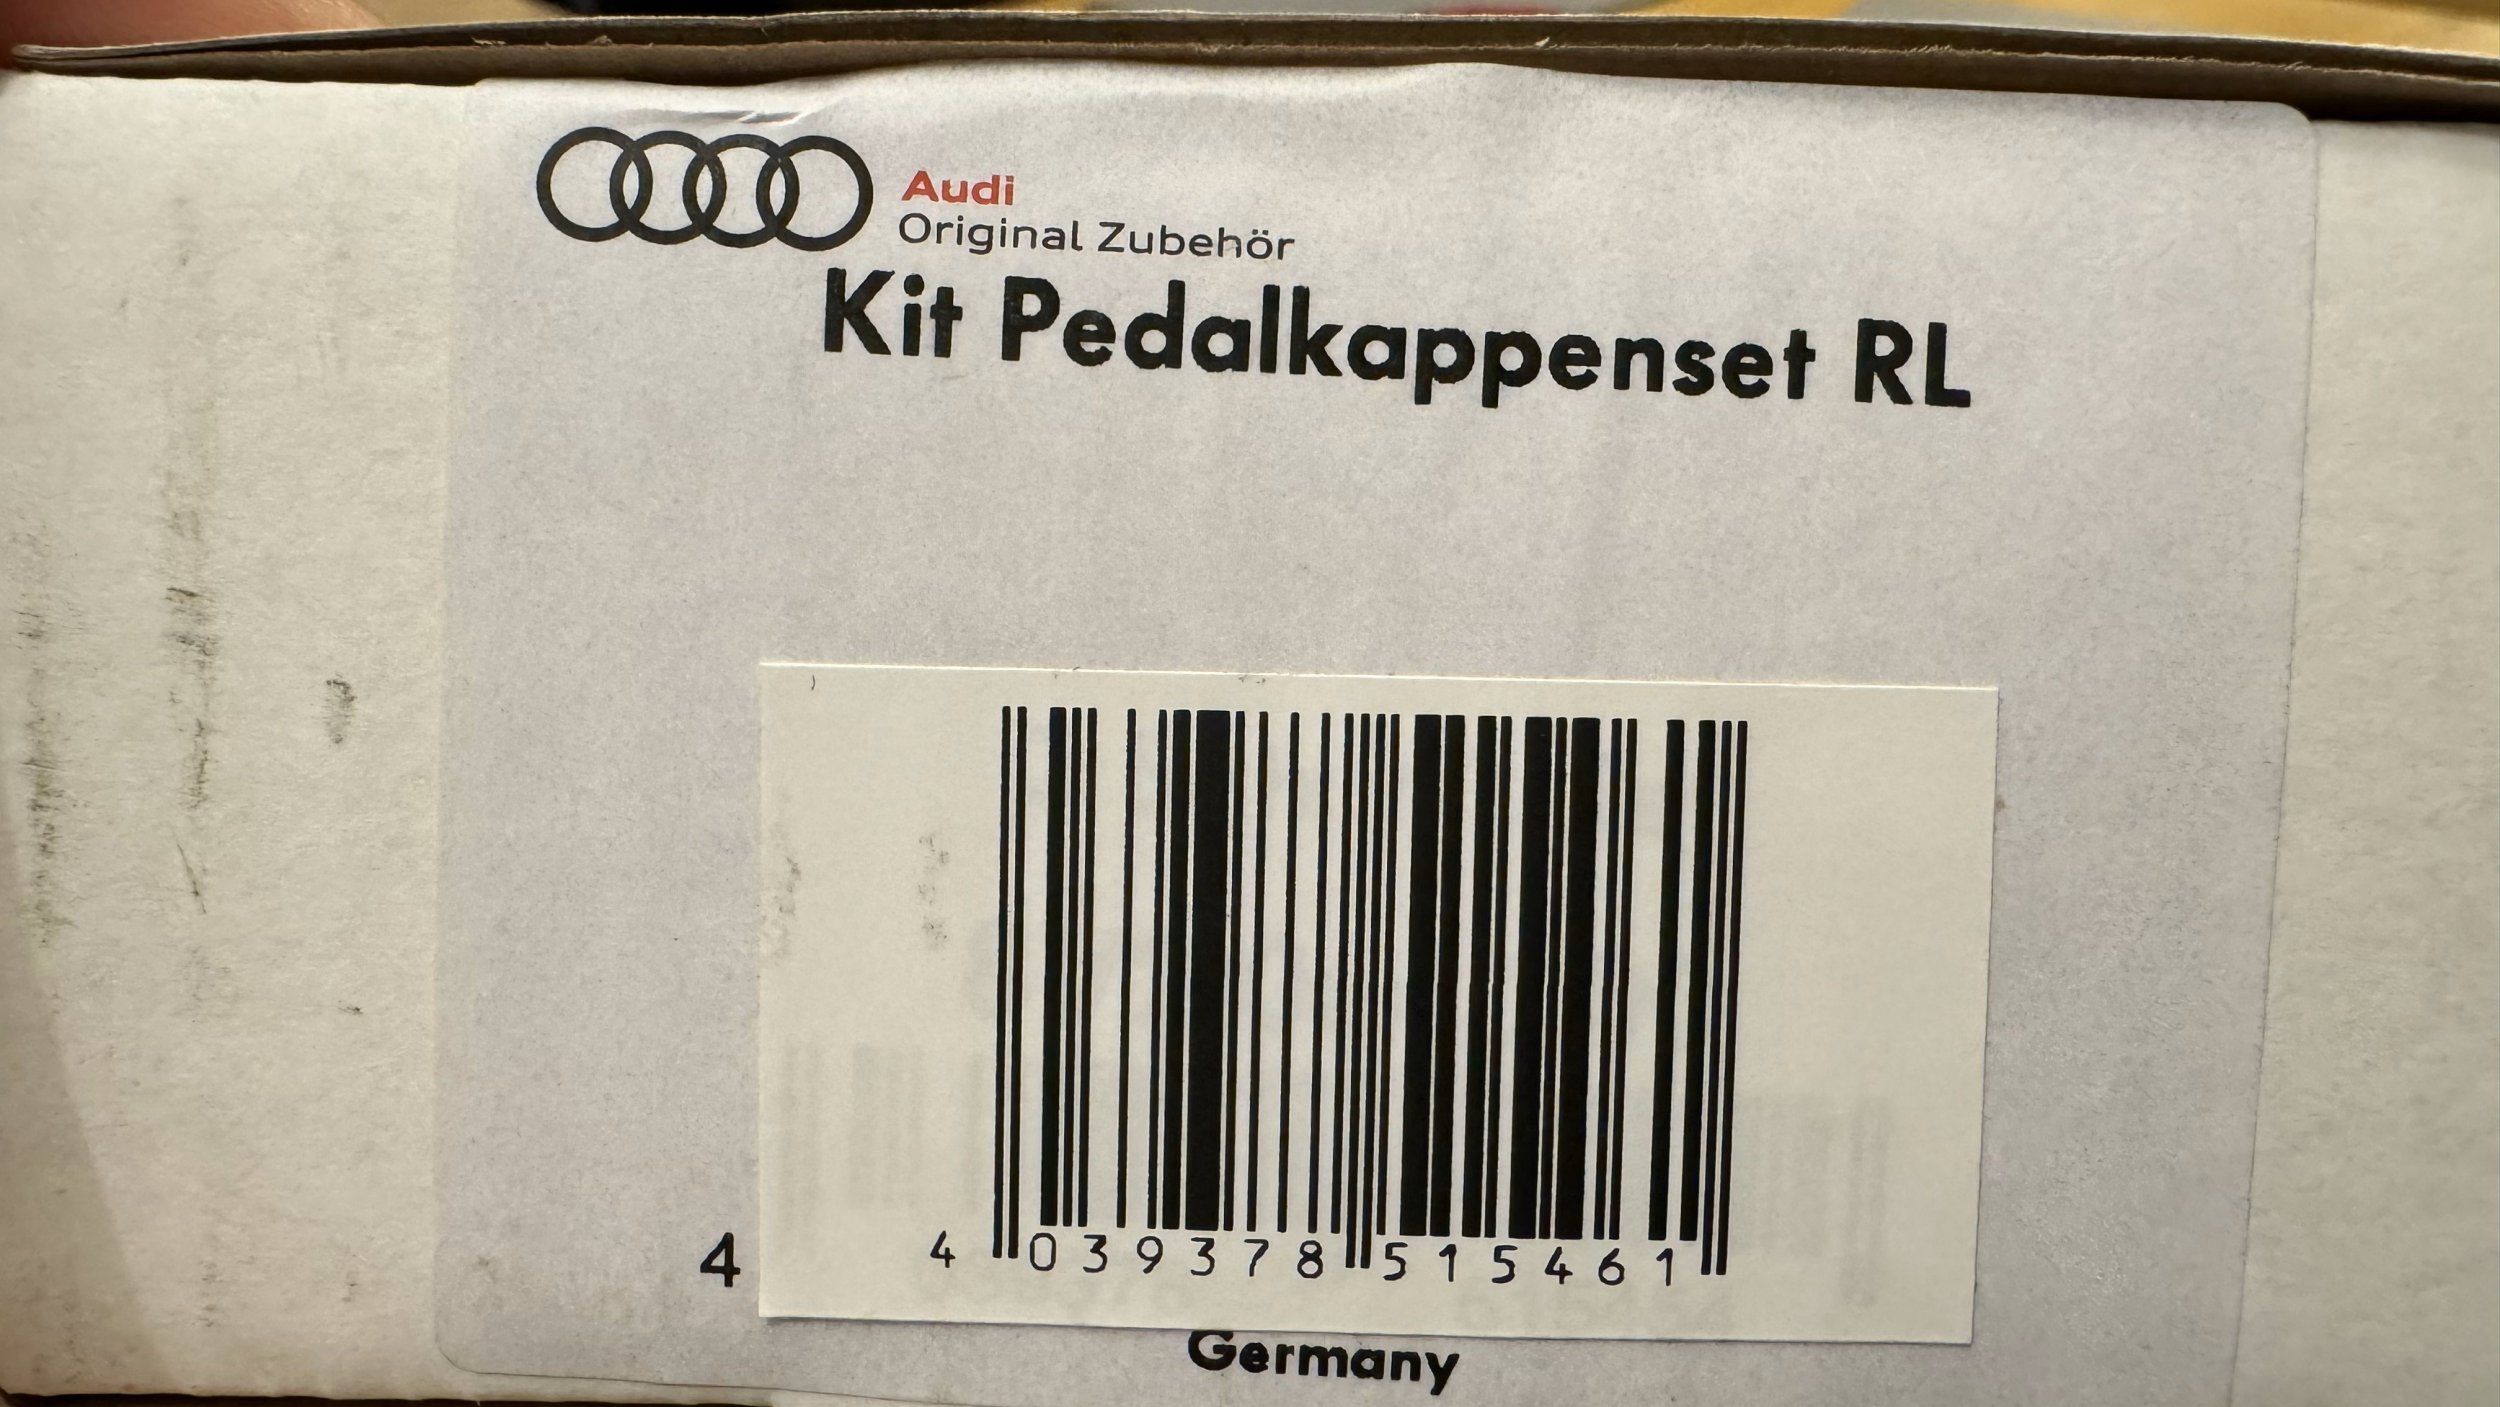 Audi
Original Zubehör
Kit Pedalkappenset RL
4
4 039378 515461
Germany